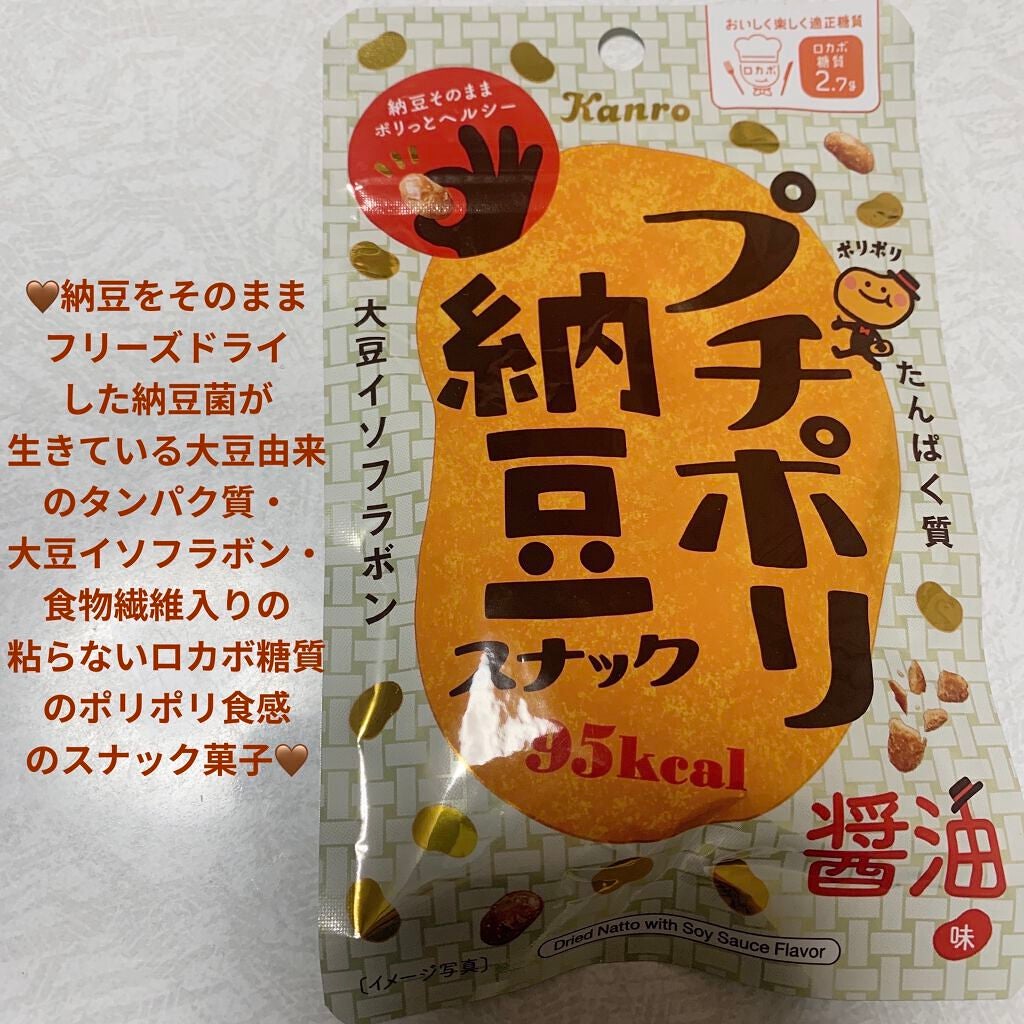 🤎納豆をそのまま
フリーズドライ
した納豆菌が
生きている大豆由来
のタンパク質・
大豆イソフラボン・
食物繊維入りの
粘らないロカボ糖質
のポリポリ食感
のスナック菓子🤎
おいしく楽しく適正糖質
ロカボ
ロカボ
糖質
2.7g
Kanro
納豆そのまま
ポリっとヘルシー
プチポリ
納豆
スナック
95kcal
ポリポリ
たんぱく質
大豆イソフラボン
醤油
味
Dried Natto with Soy Sauce Flavor
〔イメージ写真〕